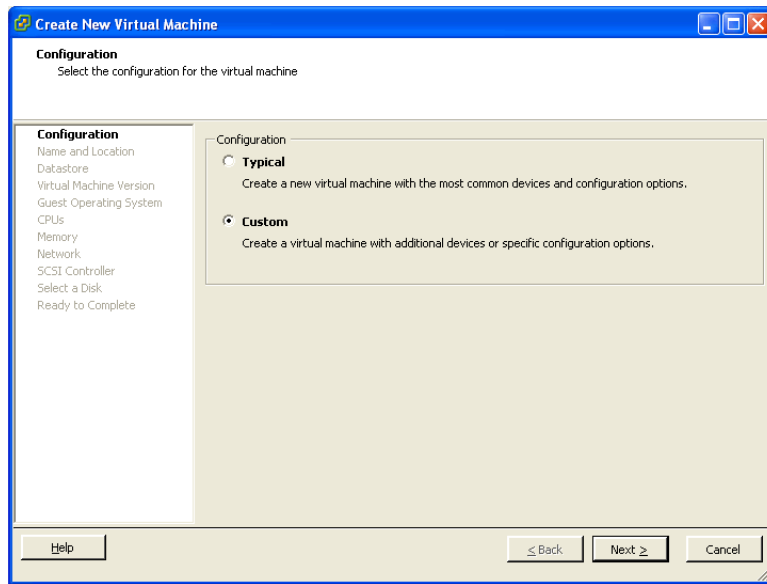 Create New Virtual Machine
Configuration
Select the configuration for the virtual machine
Configuration
Name and Location
Datastore
Virtual Machine Version
Guest Operating System
CPUs
Memory
Network
SCSI Controller
Select a Disk
Ready to Complete
Configuration
Typical
Create a new virtual machine with the most common devices and configuration options.
Custom
Create a virtual machine with additional devices or specific configuration options.
Help
< Back
Next >
Cancel